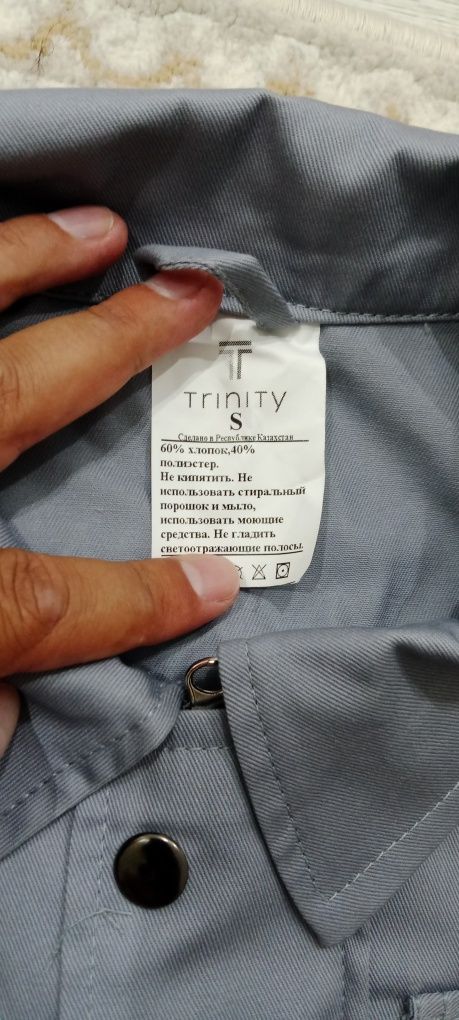 Trinity
S
Сделано в Республике Казахстан
60% хлопок,40%
полиэстер.
Не кипятить. Не
использовать стиральный
порошок и мыло,
использовать моющие
средства. Не гладить
светоотражающие полосы.